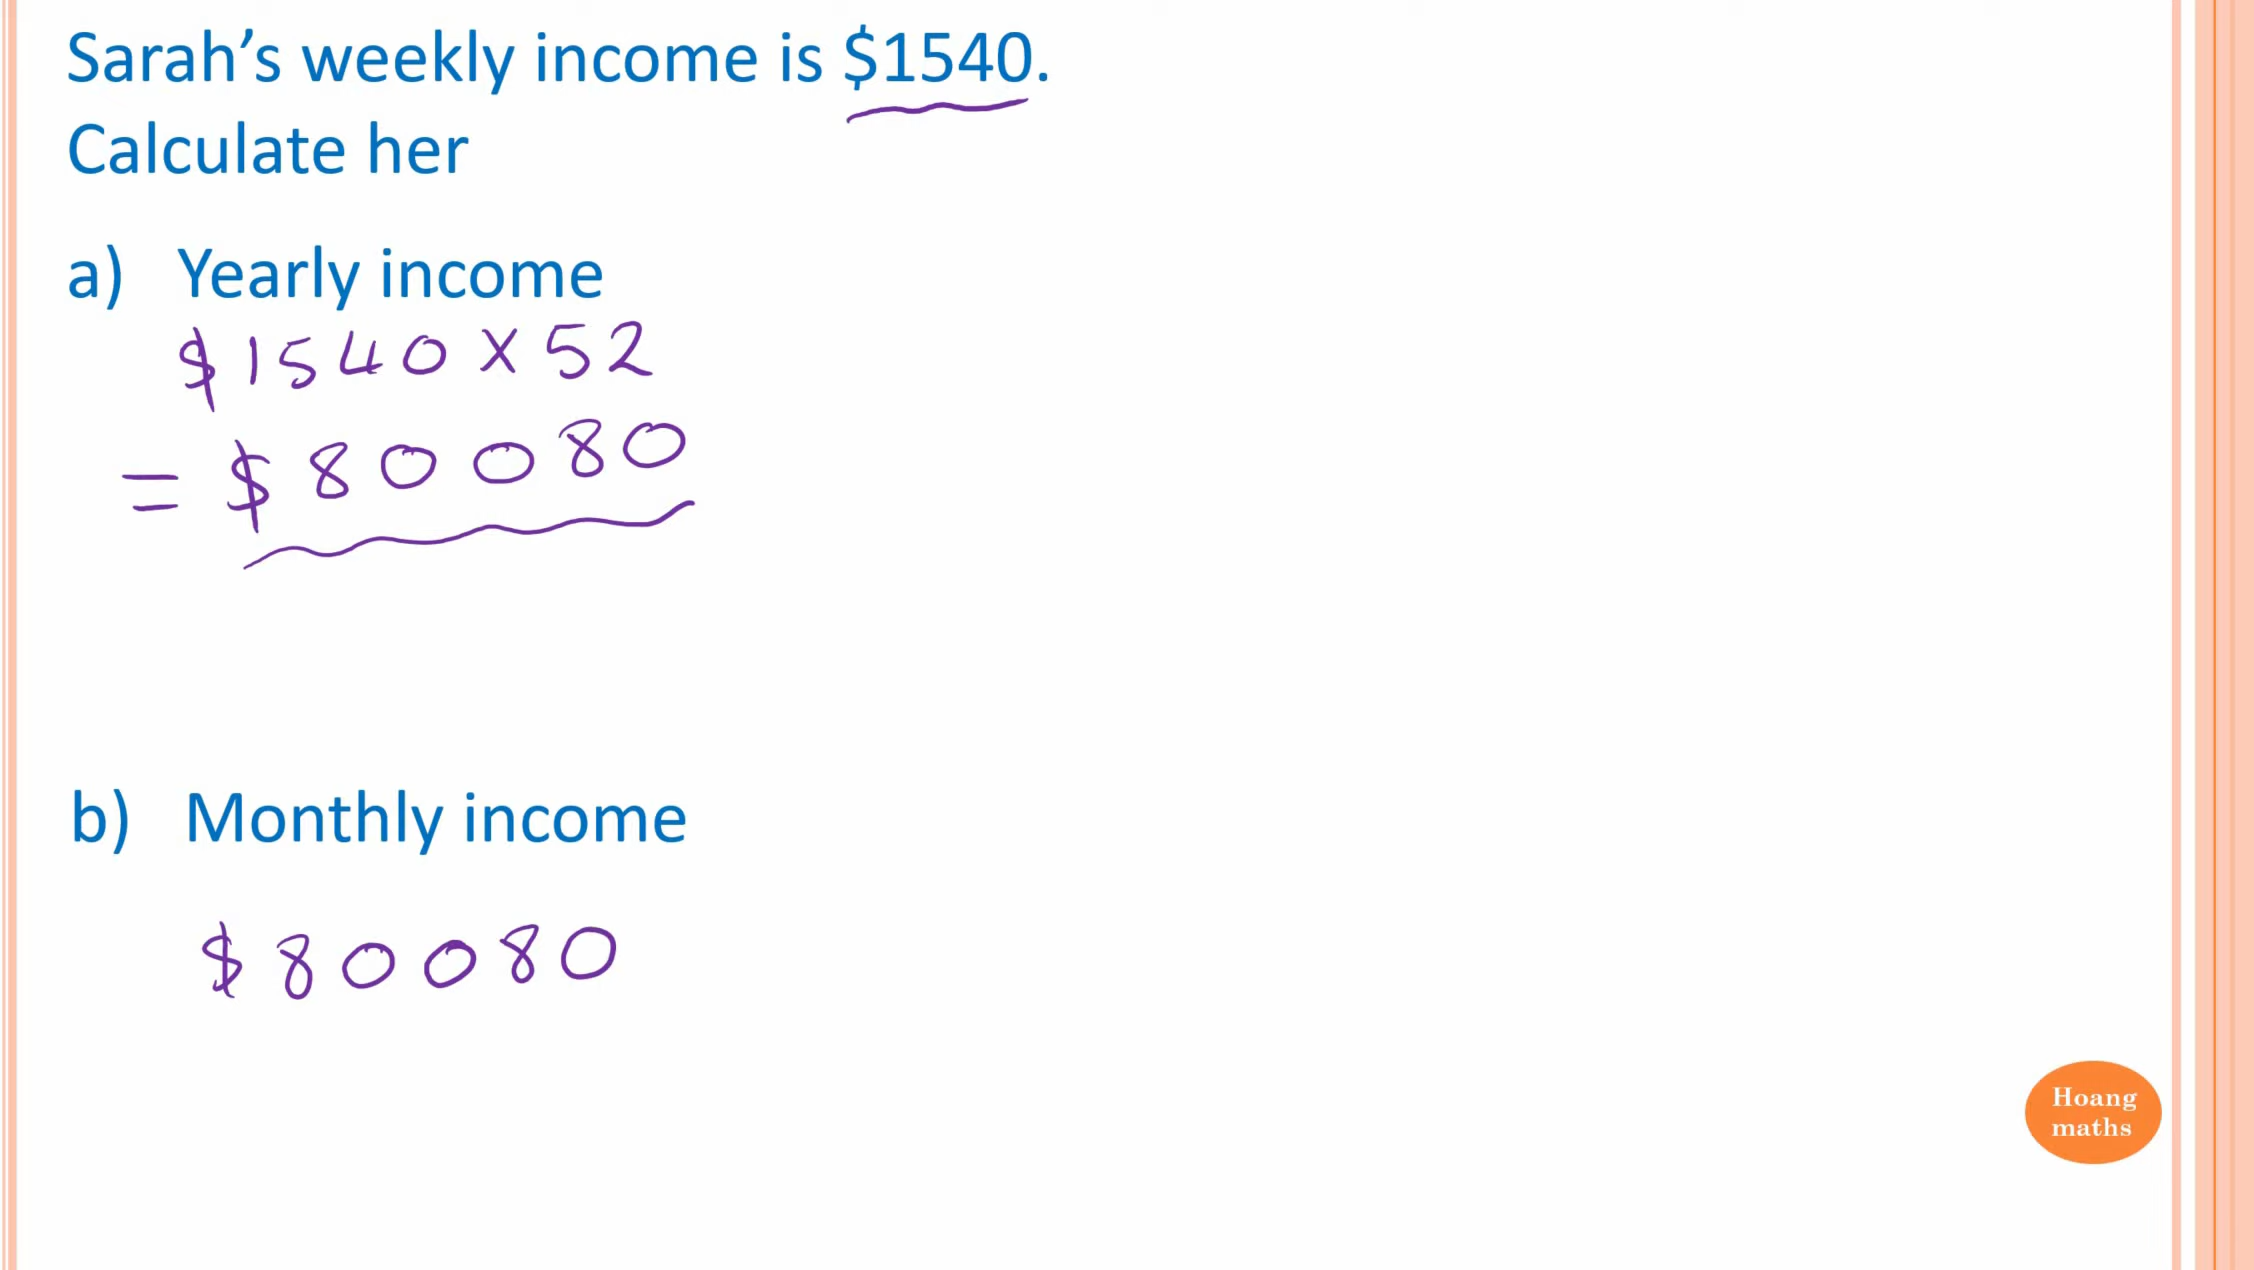 Sarah’s weekly income is $1540.
Calculate her
a) Yearly income
$1540 x 52
= $80080
b) Monthly income
$80080
Hoang
maths